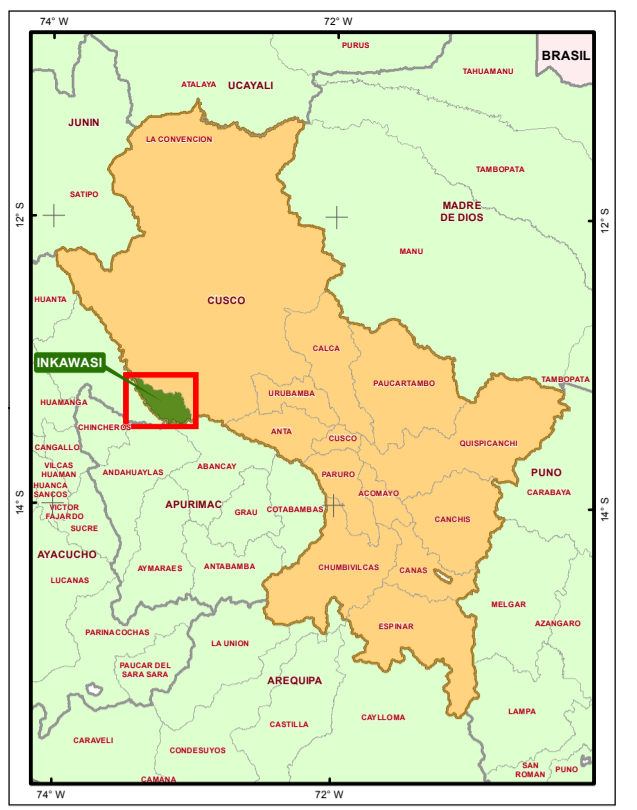 74° W
72° W
PURUS
BRASIL
TAHUAMANU
ATALAYA
UCAYALI
JUNIN
LA CONVENCION
TAMBOPATA
SATIPO
MADRE
DE DIOS
12° S
12° S
MANU
HUANTA
CUSCO
CALCA
INKAWASI
PAUCARTAMBO
TAMBOPATA
URUBAMBA
HUAMANGA
CHINCHEROS
ANTA
CUSCO
QUISPICANCHI
CANGALLO
VILCAS
HUAMAN
ANDAHUAYLAS
ABANCAY
PARURO
PUNO
HUANCA
SANCOS
ACOMAYO
CARABAYA
14° S
14° S
VICTOR
FAJARDO
APURIMAC
GRAU
COTABAMBAS
CANCHIS
SUCRE
AYACUCHO
AYMARAES
ANTABAMBA
CHUMBIVILCAS
CANAS
LUCANAS
MELGAR
AZANGARO
PARINACOCHAS
LA UNION
ESPINAR
PAUCAR DEL
SARA SARA
AREQUIPA
CASTILLA
CAYLLOMA
LAMPA
CARAVELI
CONDESUYOS
SAN
ROMAN
PUNO
CAMANA
74° W
72° W